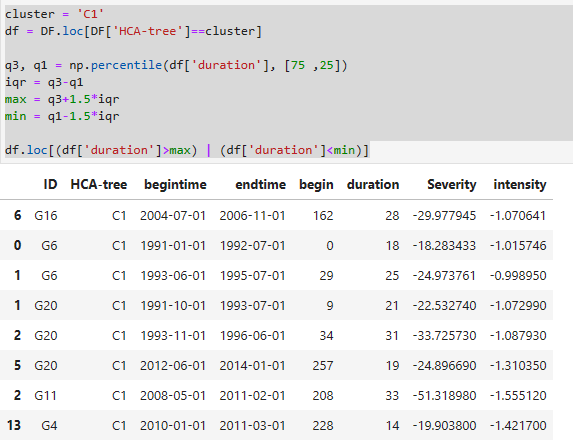 cluster = 'C1'
df = DF.loc[DF['HCA-tree']==cluster]
q3, q1 = np.percentile(df['duration'], [75 ,25])
iqr = q3-q1
max = q3+1.5*iqr
min = q1-1.5*iqr
df.loc[(df['duration']>max) | (df['duration']<min)]
ID HCA-tree begintime endtime begin duration Severity intensity
6 G16 C1 2004-07-01 2006-11-01 162 28 -29.977945 -1.070641
0 G6 C1 1991-01-01 1992-07-01 0 18 -18.283433 -1.015746
1 G6 C1 1993-06-01 1995-07-01 29 25 -24.973761 -0.998950
1 G20 C1 1991-10-01 1993-07-01 9 21 -22.532740 -1.072990
2 G20 C1 1993-11-01 1996-06-01 34 31 -33.725730 -1.087930
5 G20 C1 2012-06-01 2014-01-01 257 19 -24.896690 -1.310350
2 G11 C1 2008-05-01 2011-02-01 208 33 -51.318980 -1.555120
13 G4 C1 2010-01-01 2011-03-01 228 14 -19.903800 -1.421700